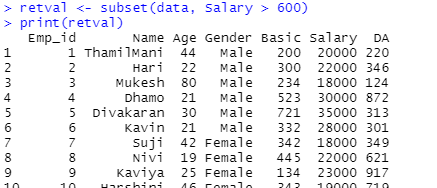 > retval <- subset(data, Salary > 600)
> print(retval)
Emp_id Name Age Gender Basic Salary DA
1 1 ThamilMani 44 Male 200 20000 220
2 2 Hari 22 Male 300 22000 346
3 3 Mukesh 80 Male 234 18000 124
4 4 Dhamo 21 Male 523 30000 872
5 5 Divakaran 30 Male 721 35000 313
6 6 Kavin 21 Male 332 28000 301
7 7 Suji 42 Female 342 18000 349
8 8 Nivi 19 Female 445 22000 621
9 9 Kaviya 25 Female 134 23000 917
10 10 Harshini 46 Female 343 19000 719